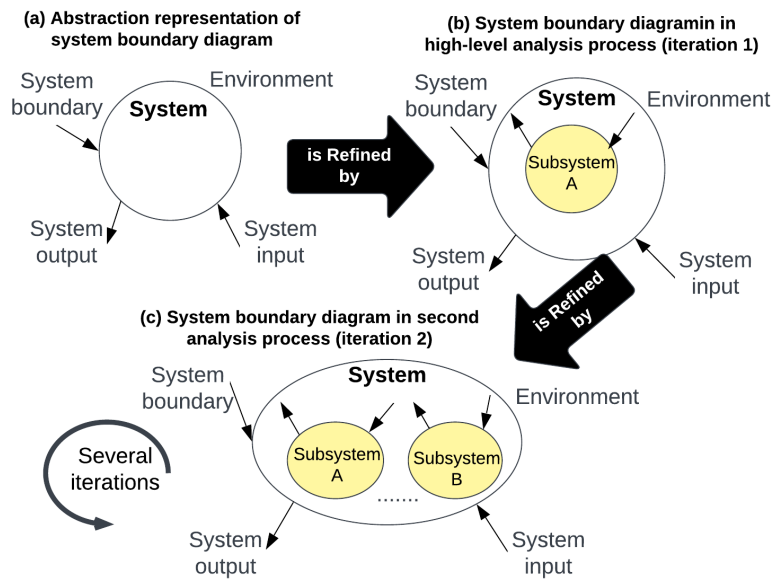 (a) Abstraction representation of
system boundary diagram
System
boundary
Environment
System
System
output
System
input
is Refined
by
(b) System boundary diagramin in
high-level analysis process (iteration 1)
System
boundary
System
Environment
Subsystem
A
System
output
System
input
is Refined
by
(c) System boundary diagram in second
analysis process (iteration 2)
System
boundary
System
Environment
Subsystem
A
Subsystem
B
.......
Several
iterations
System
output
System
input